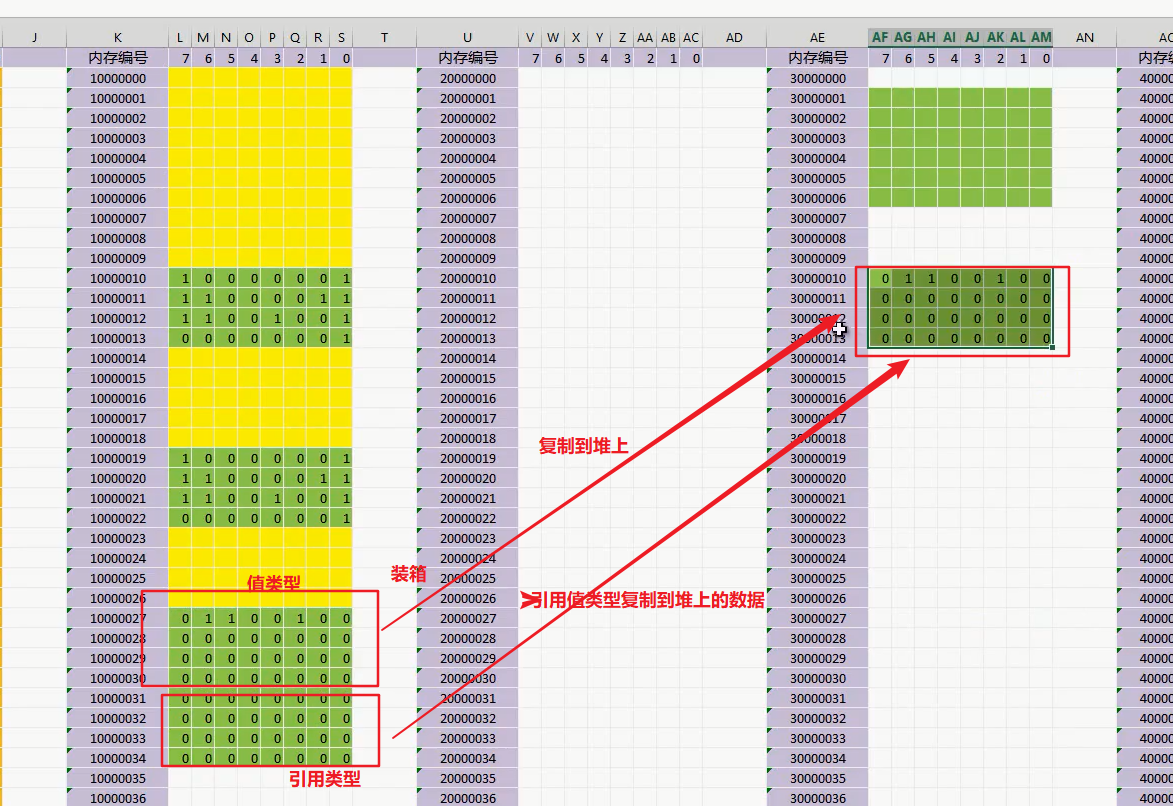 J K L M N O P Q R S T U V W X Y Z AA AB AC AD AE AF AG AH AI AJ AK AL AM AN
内存编号 7 6 5 4 3 2 1 0 内存编号 7 6 5 4 3 2 1 0 内存编号 7 6 5 4 3 2 1 0 内存
10000000 20000000 30000000 4000
10000001 20000001 30000001 4000
10000002 20000002 30000002 4000
10000003 20000003 30000003 4000
10000004 20000004 30000004 4000
10000005 20000005 30000005 4000
10000006 20000006 30000006 4000
10000007 20000007 30000007 4000
10000008 20000008 30000008 4000
10000009 20000009 30000009 4000
10000010 1 0 0 0 0 0 0 1 20000010 30000010 0 1 1 0 0 1 0 0 4000
10000011 1 1 0 0 0 0 1 1 20000011 30000011 0 0 0 0 0 0 0 0 4000
10000012 1 1 0 0 1 0 0 1 20000012 30000012 0 0 0 0 0 0 0 0 4000
10000013 0 0 0 0 0 0 0 1 20000013 30000013 0 0 0 0 0 0 0 0 4000
10000014 20000014 30000014 4000
10000015 20000015 30000015 4000
10000016 20000016 30000016 4000
10000017 20000017 30000017 4000
10000018 20000018 30000018 4000
复制到堆上
10000019 1 0 0 0 0 0 0 1 20000019 30000019 4000
10000020 1 1 0 0 0 0 1 1 20000020 30000020 4000
10000021 1 1 0 0 1 0 0 1 20000021 30000021 4000
10000022 0 0 0 0 0 0 0 1 20000022 30000022 4000
10000023 20000023 30000023 4000
10000024 20000024 30000024 4000
10000025 值类型 装箱 20000025 30000025 4000
10000026 20000026 引用值类型复制到堆上的数据 30000026 4000
10000027 0 1 1 0 0 1 0 0 20000027 30000027 4000
10000028 0 0 0 0 0 0 0 0 20000028 30000028 4000
10000029 0 0 0 0 0 0 0 0 20000029 30000029 4000
10000030 0 0 0 0 0 0 0 0 20000030 30000030 4000
10000031 0 0 0 0 0 0 0 0 20000031 30000031 4000
10000032 0 0 0 0 0 0 0 0 20000032 30000032 4000
10000033 0 0 0 0 0 0 0 0 20000033 30000033 4000
10000034 0 0 0 0 0 0 0 0 20000034 30000034 4000
10000035 引用类型 20000035 30000035 4000
10000036 20000036 30000036 4000